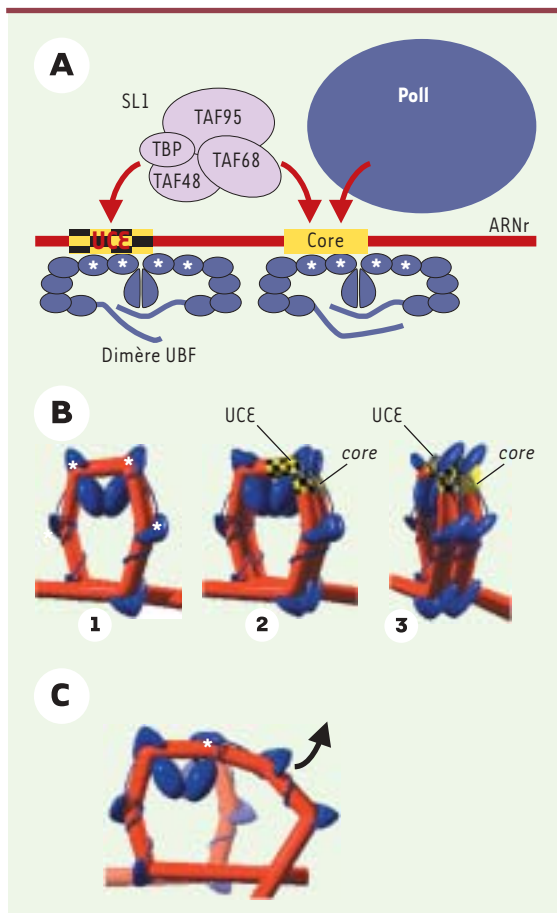 A
SL1
TAF95
TBP
TAF68
TAF48
PolI
ARNr
UCE
Core
* * * *
* * * *
Dimère UBF
B
UCE
UCE
core
core
* *
*
1
2
3
C
*